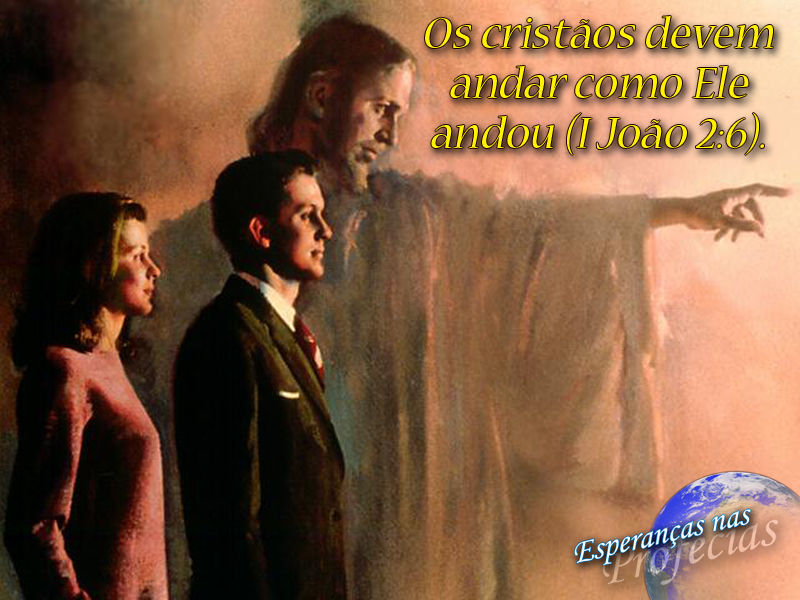 Os cristãos devem
andar como Ele
andou (I João 2:6).
Esperanças nas
Profecias